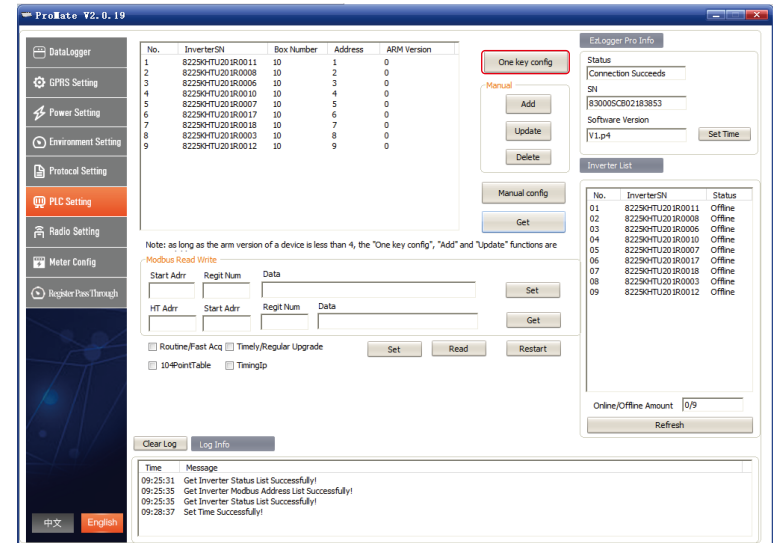 ProMate V2.0.19
DataLogger
GPRS Setting
Power Setting
Environment Setting
Protocol Setting
PLC Setting
Radio Setting
Meter Config
RegisterPassThrough
中文 English
No. InverterSN Box Number Address ARM Version
1 8225KHTU201R0011 10 1 0
2 8225KHTU201R0008 10 2 0
3 8225KHTU201R0006 10 3 0
4 8225KHTU201R0010 10 4 0
5 8225KHTU201R0007 10 5 0
6 8225KHTU201R0017 10 6 0
7 8225KHTU201R0018 10 7 0
8 8225KHTU201R0003 10 8 0
9 8225KHTU201R0012 10 9 0
One key config
Manual
Add
Update
Delete
Manual config
Get
Note: as long as the arm version of a device is less than 4, the "One key config", "Add" and "Update" functions are
Modbus Read Write
Start Adrr Regit Num Data
Set
HT Adrr Start Adrr Regit Num Data
Get
Routine/Fast Acq Timely/Regular Upgrade
104PointTable TimingIp
Set Read Restart
EzLogger Pro Info
Status
Connection Succeeds
SN
83000SCB02183853
Software Version
V1.p4 Set Time
Inverter List
No. InverterSN Status
01 8225KHTU201R0011 Offline
02 8225KHTU201R0008 Offline
03 8225KHTU201R0006 Offline
04 8225KHTU201R0010 Offline
05 8225KHTU201R0007 Offline
06 8225KHTU201R0017 Offline
07 8225KHTU201R0018 Offline
08 8225KHTU201R0003 Offline
09 8225KHTU201R0012 Offline
Online/Offline Amount 0/9
Refresh
Clear Log Log Info
Time Message
09:25:31 Get Inverter Status List Successfully!
09:25:35 Get Inverter Modbus Address List Successfully!
09:25:35 Get Inverter Status List Successfully!
09:28:37 Set Time Successfully!